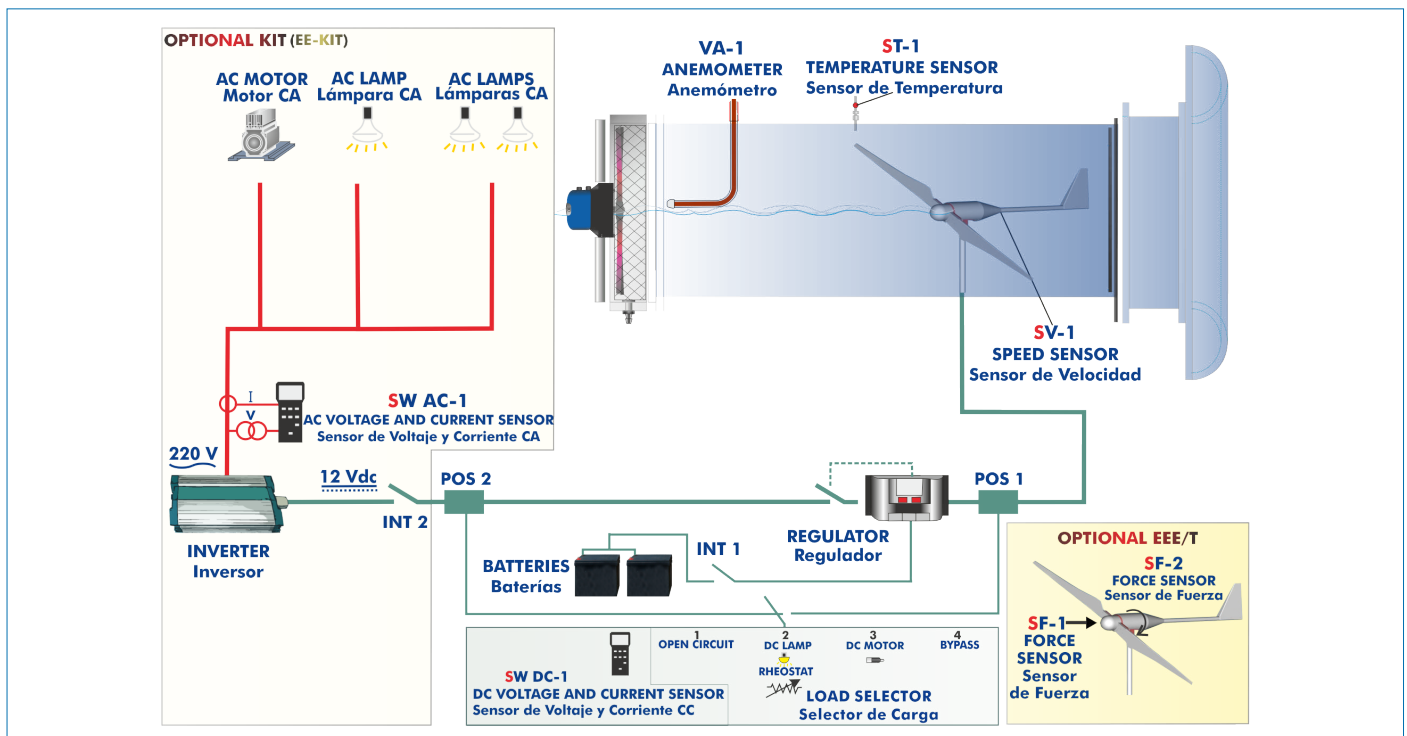 OPTIONAL KIT (EE-KIT)
AC MOTOR
Motor CA
AC LAMP
Lámpara CA
AC LAMPS
Lámparas CA
VA-1
ANEMOMETER
Anemómetro
ST-1
TEMPERATURE SENSOR
Sensor de Temperatura
SV-1
SPEED SENSOR
Sensor de Velocidad
I
V
SW AC-1
AC VOLTAGE AND CURRENT SENSOR
Sensor de Voltaje y Corriente CA
220 V
12 Vdc
INT 2
POS 2
INVERTER
Inversor
BATTERIES
Baterías
INT 1
REGULATOR
Regulador
POS 1
OPTIONAL EEE/T
SF-2
FORCE SENSOR
Sensor de Fuerza
SF-1
FORCE
SENSOR
Sensor
de Fuerza
SW DC-1
DC VOLTAGE AND CURRENT SENSOR
Sensor de Voltaje y Corriente CC
1
OPEN CIRCUIT
2
DC LAMP
RHEOSTAT
3
DC MOTOR
4
BYPASS
LOAD SELECTOR
Selector de Carga